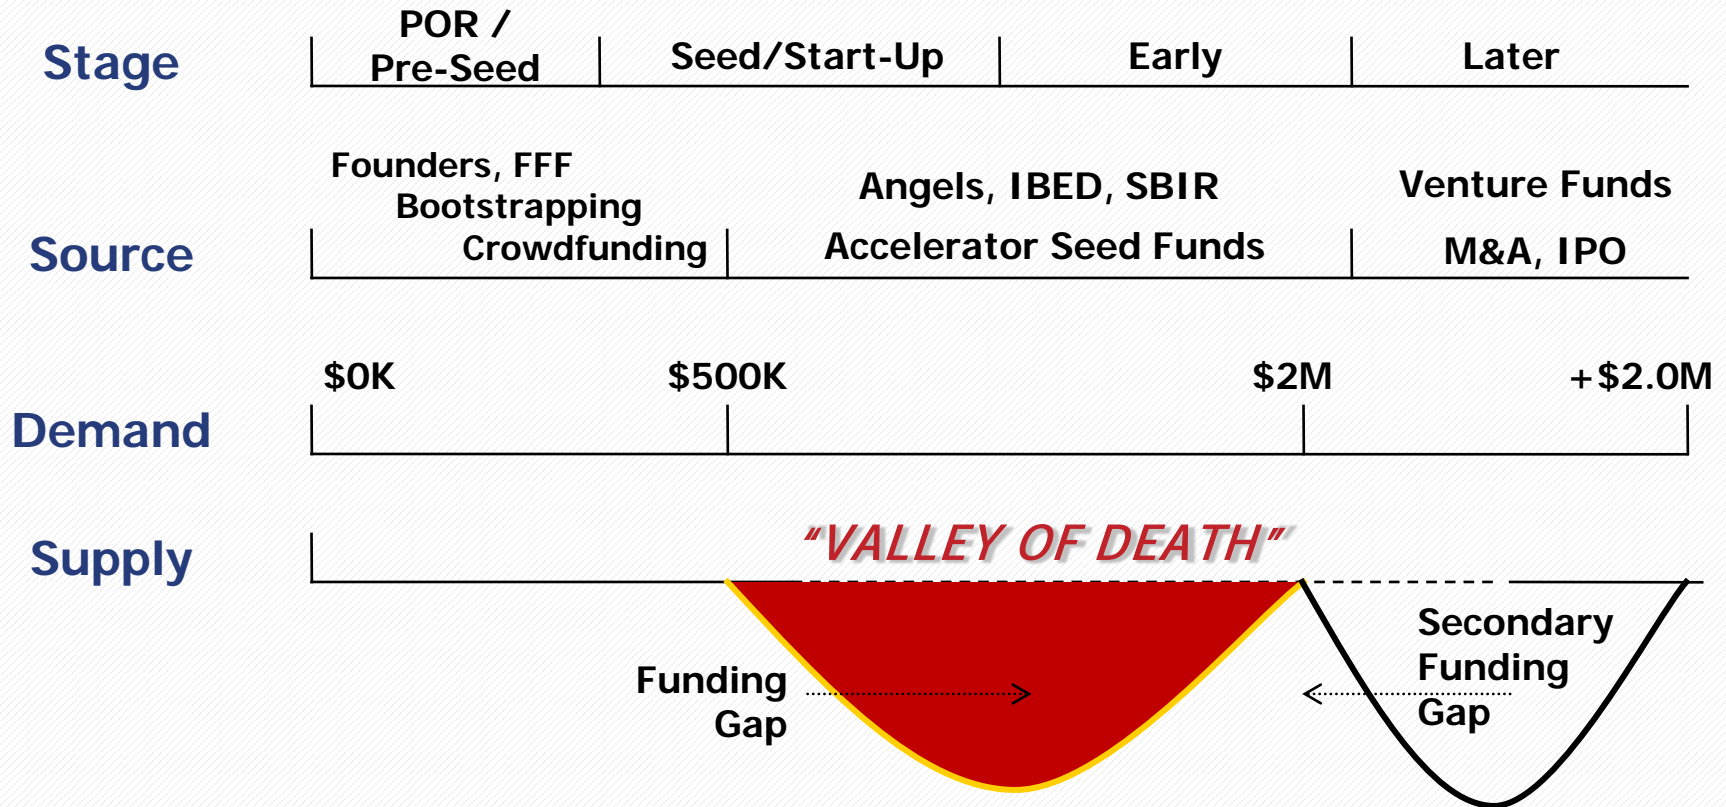 Stage
POR /
Pre-Seed
Seed/Start-Up
Early
Later
Source
Founders, FFF
Bootstrapping
Crowdfunding
Angels, IBED, SBIR
Accelerator Seed Funds
Venture Funds
M&A, IPO
Demand
$0K
$500K
$2M
+$2.0M
Supply
"VALLEY OF DEATH"
Funding
Gap
Secondary
Funding
Gap